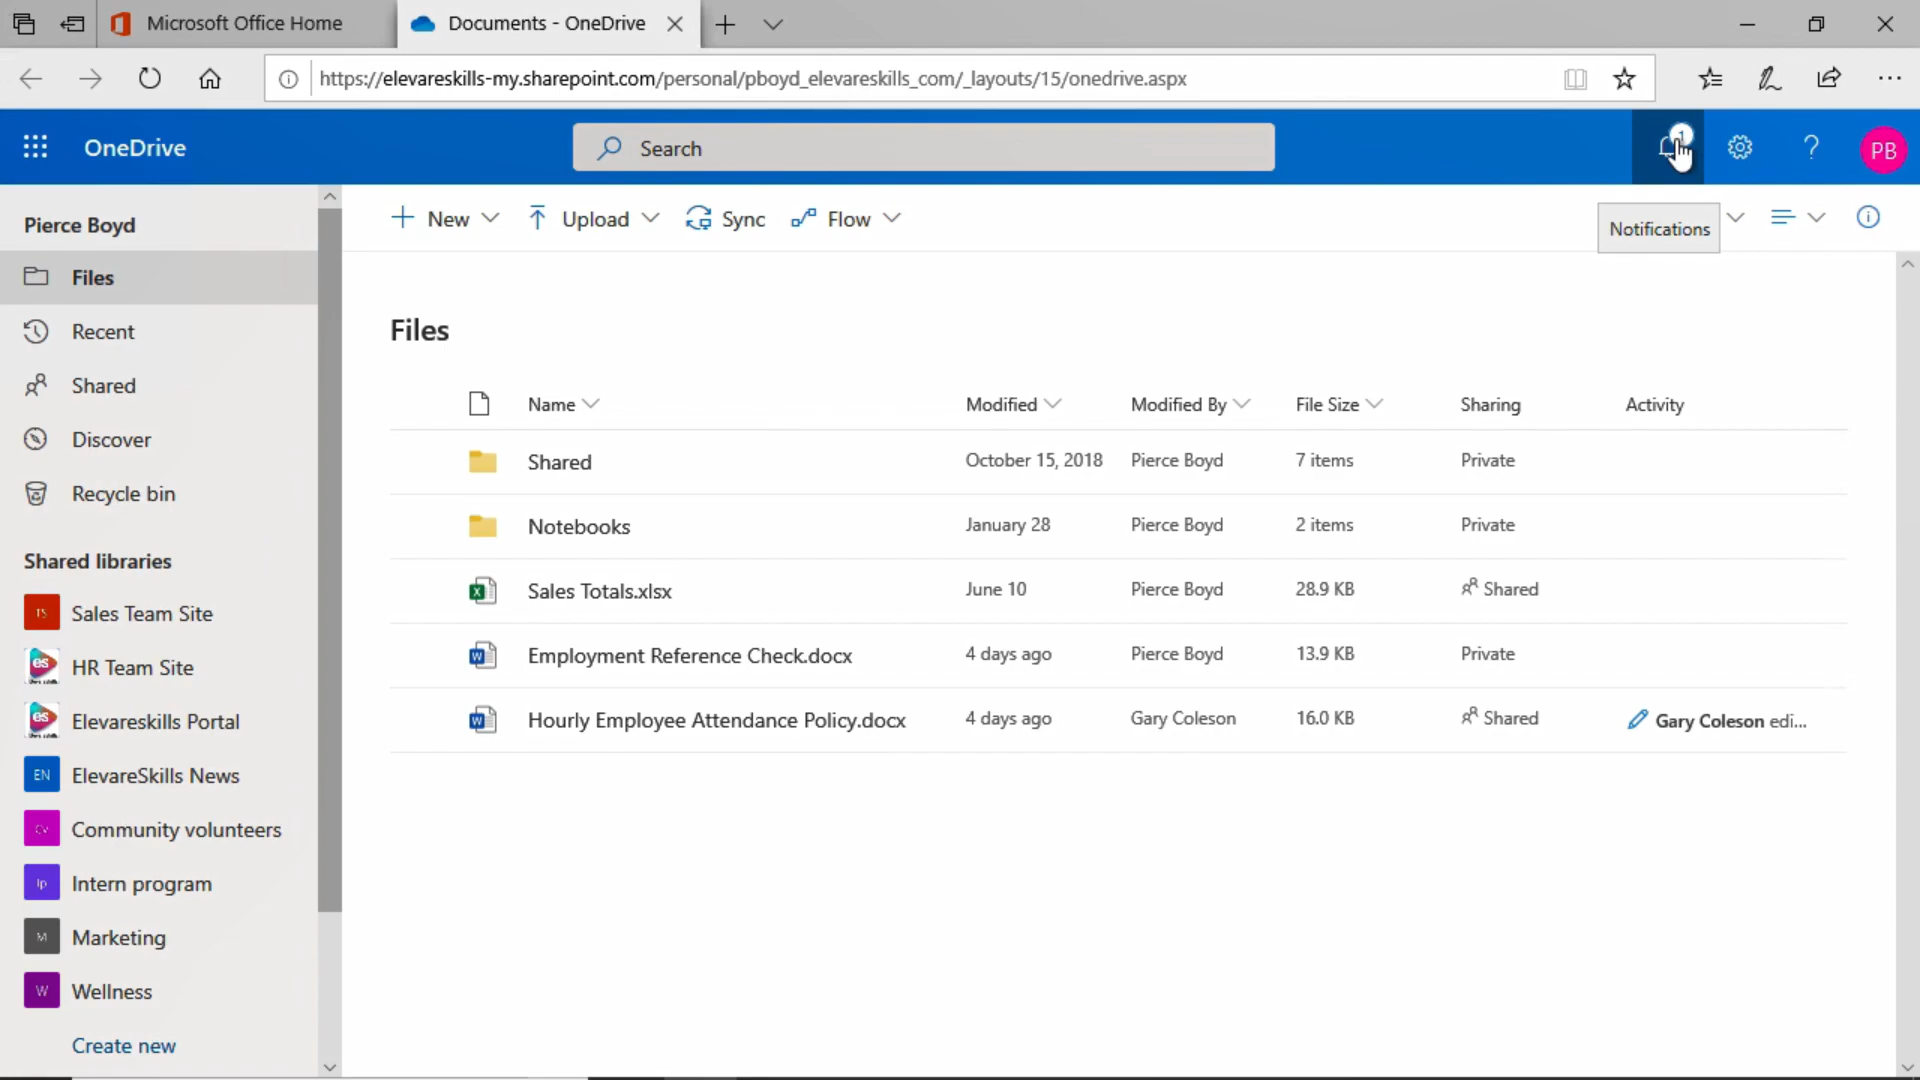 Microsoft Office Home
Documents - OneDrive
https://elevareskills-my.sharepoint.com/personal/pboyd_elevareskills_com/_layouts/15/onedrive.aspx
OneDrive
Search
1
?
PB
Pierce Boyd
New
Upload
Sync
Flow
Notifications
Files
Recent
Shared
Discover
Recycle bin
Shared libraries
TS Sales Team Site
es HR Team Site
es Elevareskills Portal
EN ElevareSkills News
CV Community volunteers
Ip Intern program
M Marketing
W Wellness
Create new
Files
Name Modified Modified By File Size Sharing Activity
Shared October 15, 2018 Pierce Boyd 7 items Private
Notebooks January 28 Pierce Boyd 2 items Private
Sales Totals.xlsx June 10 Pierce Boyd 28.9 KB Shared
Employment Reference Check.docx 4 days ago Pierce Boyd 13.9 KB Private
Hourly Employee Attendance Policy.docx 4 days ago Gary Coleson 16.0 KB Shared Gary Coleson edi...